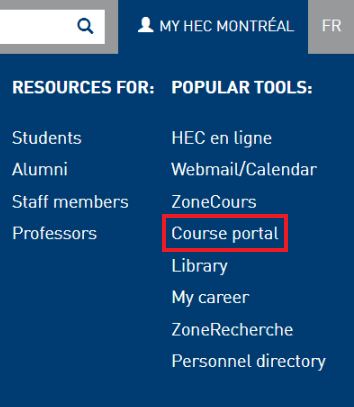 MY HEC MONTRÉAL FR
RESOURCES FOR:
Students
Alumni
Staff members
Professors
POPULAR TOOLS:
HEC en ligne
Webmail/Calendar
ZoneCours
Course portal
Library
My career
ZoneRecherche
Personnel directory